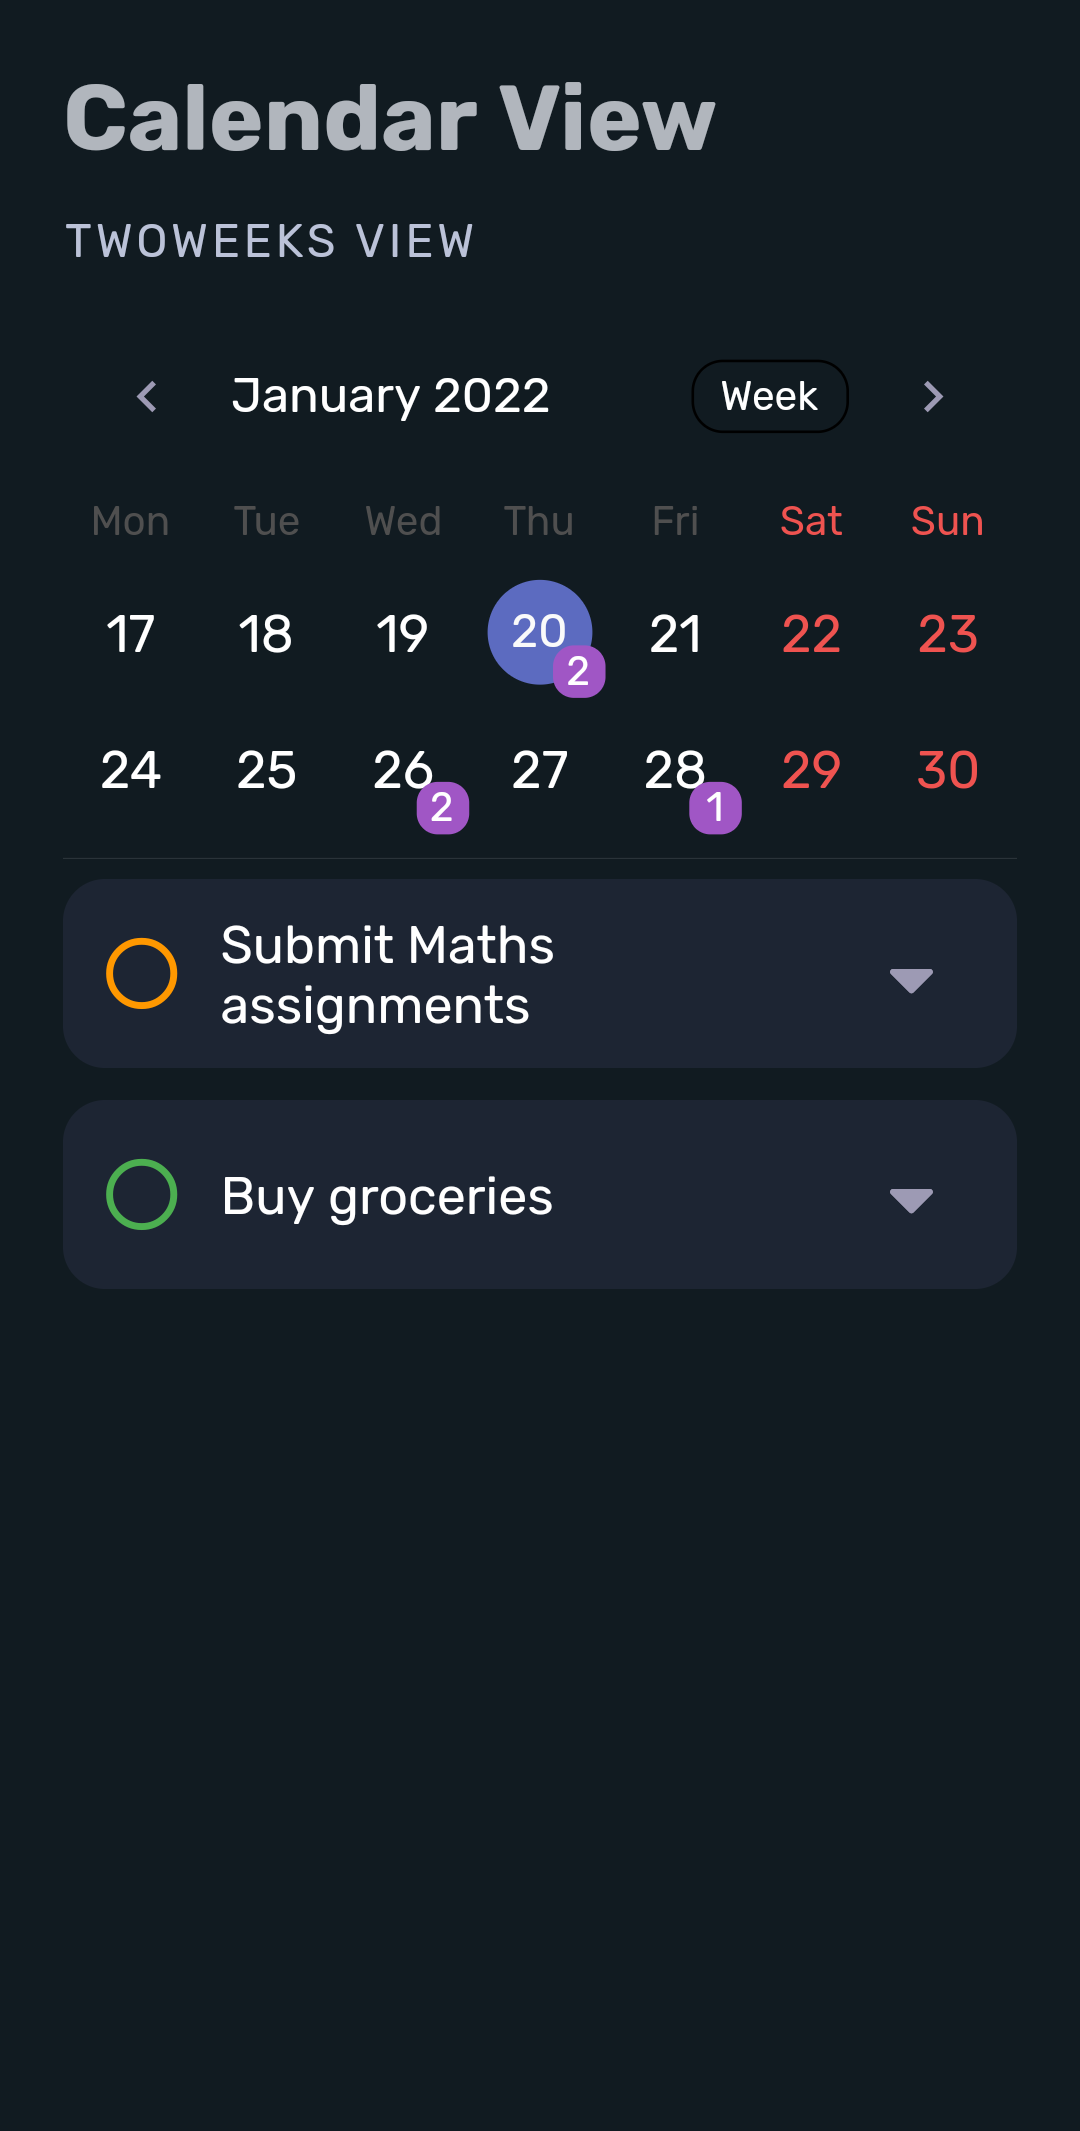 Calendar View
TWOWEEKS VIEW
January 2022 Week
Mon Tue Wed Thu Fri Sat Sun
17 18 19 20 21 22 23
2
24 25 26 27 28 29 30
2 1
Submit Maths
assignments
Buy groceries